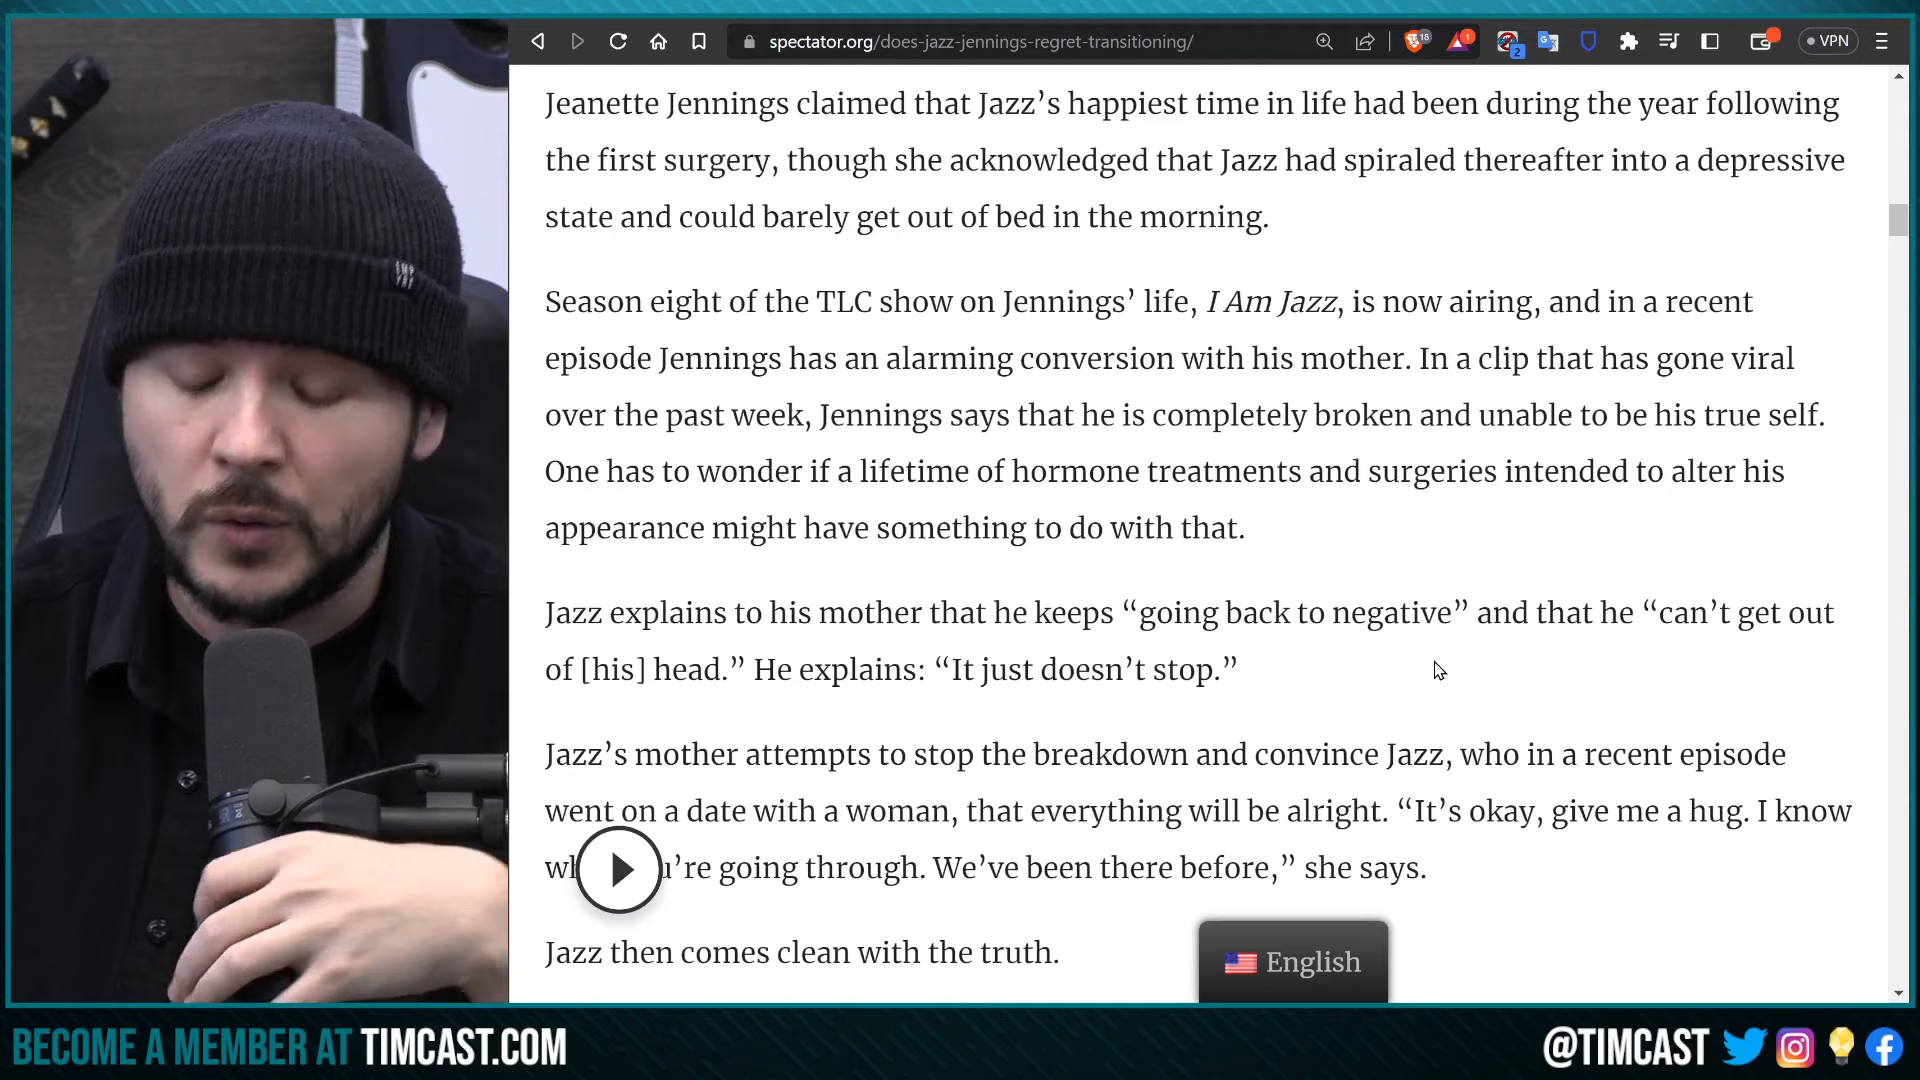 spectator.org/does-jazz-jennings-regret-transitioning/
18
1
2
VPN
Jeanette Jennings claimed that Jazz’s happiest time in life had been during the year following
the first surgery, though she acknowledged that Jazz had spiraled thereafter into a depressive
state and could barely get out of bed in the morning.
Season eight of the TLC show on Jennings’ life, I Am Jazz, is now airing, and in a recent
episode Jennings has an alarming conversion with his mother. In a clip that has gone viral
over the past week, Jennings says that he is completely broken and unable to be his true self.
One has to wonder if a lifetime of hormone treatments and surgeries intended to alter his
appearance might have something to do with that.
Jazz explains to his mother that he keeps “going back to negative” and that he “can’t get out
of [his] head.” He explains: “It just doesn’t stop.”
Jazz’s mother attempts to stop the breakdown and convince Jazz, who in a recent episode
went on a date with a woman, that everything will be alright. “It’s okay, give me a hug. I know
going through. We’ve been there before,” she says.
Jazz then comes clean with the truth.
English
BECOME A MEMBER AT TIMCAST.COM
@TIMCAST